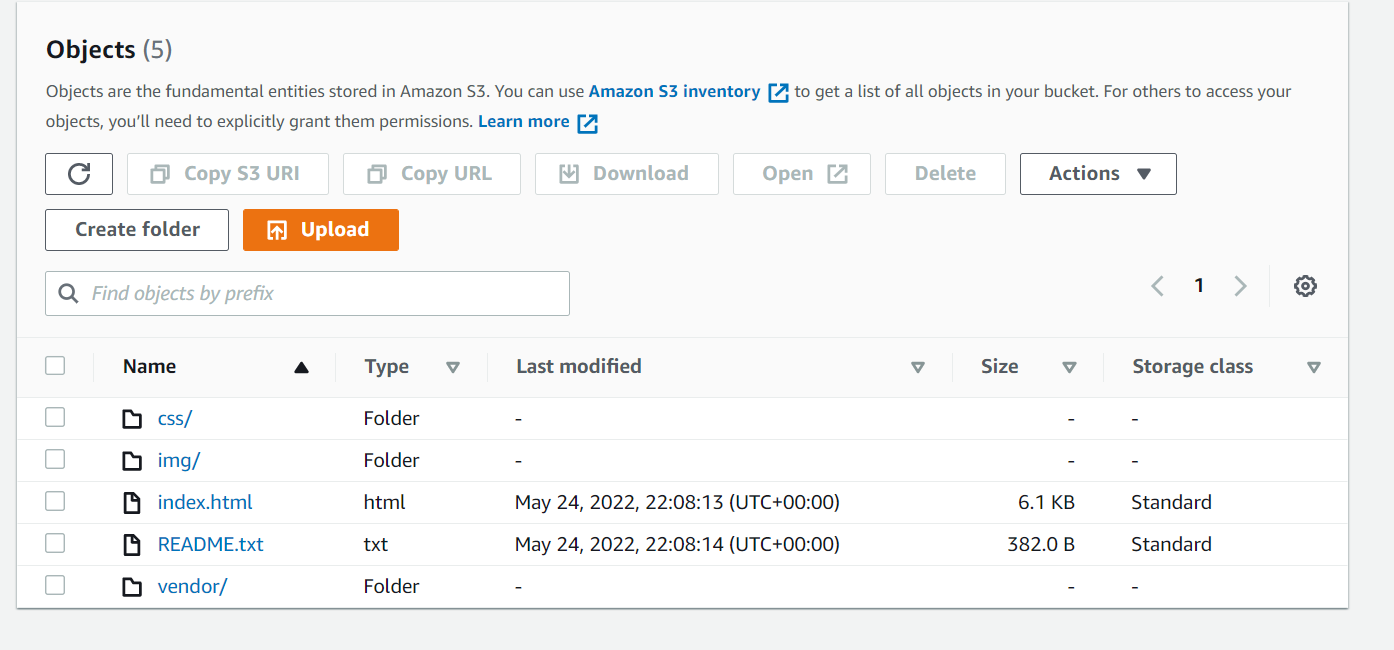 Objects (5)
Objects are the fundamental entities stored in Amazon S3. You can use Amazon S3 inventory to get a list of all objects in your bucket. For others to access your
objects, you’ll need to explicitly grant them permissions. Learn more
Copy S3 URI Copy URL Download Open Delete Actions
Create folder Upload
Find objects by prefix 1
Name Type Last modified Size Storage class
css/ Folder - - -
img/ Folder - - -
index.html html May 24, 2022, 22:08:13 (UTC+00:00) 6.1 KB Standard
README.txt txt May 24, 2022, 22:08:14 (UTC+00:00) 382.0 B Standard
vendor/ Folder - - -